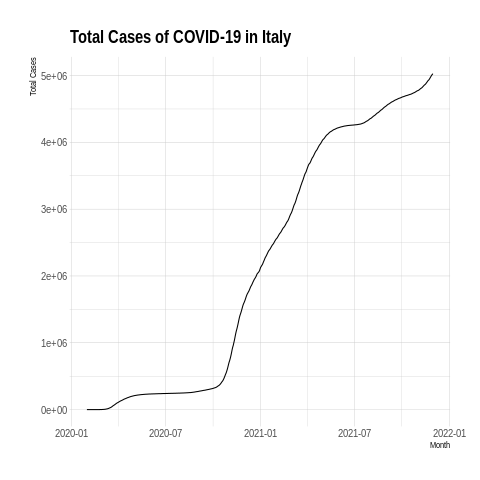 Total Cases of COVID-19 in Italy
Total Cases
5e+06
4e+06
3e+06
2e+06
1e+06
0e+00
2020-01 2020-07 2021-01 2021-07 2022-01
Month